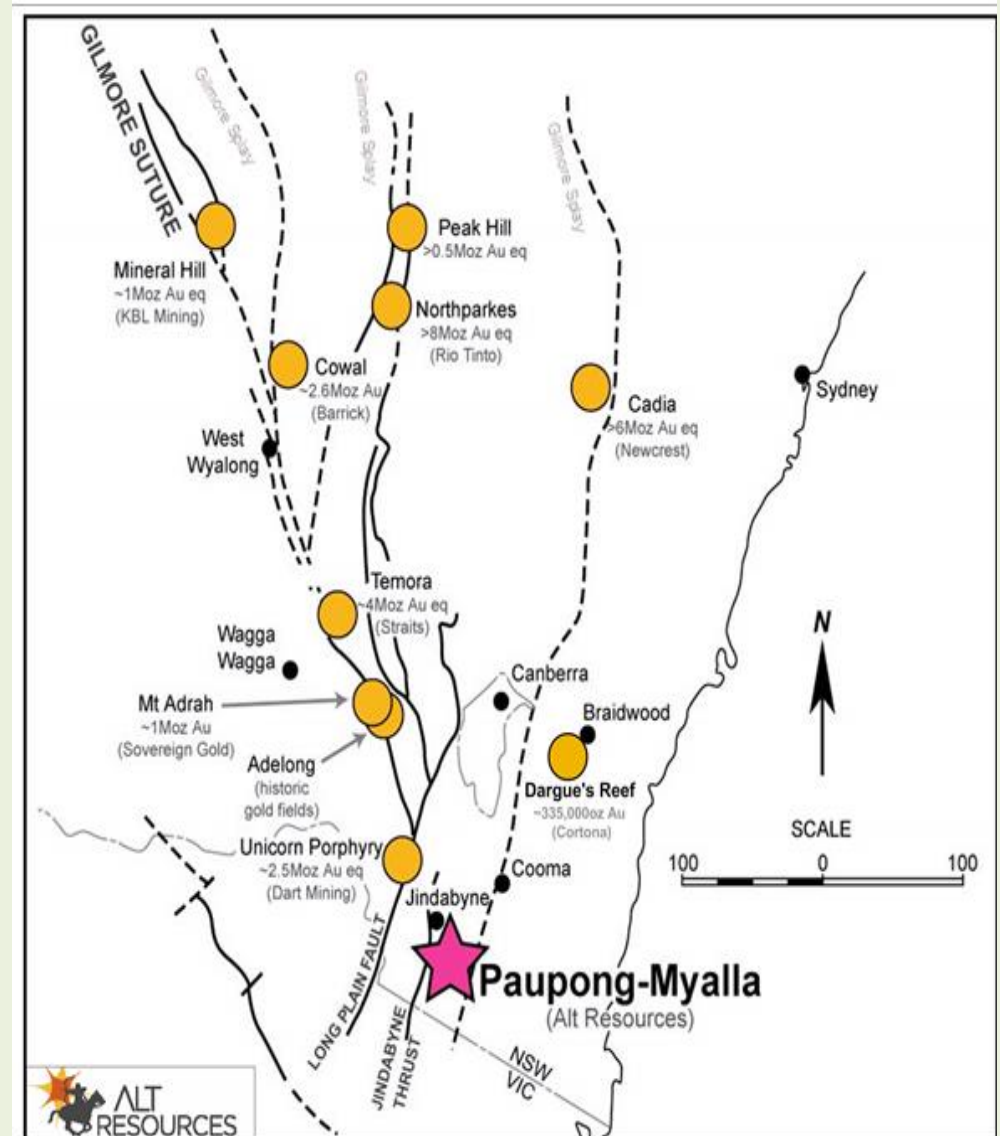 GILMORE SUTURE
Gilmore Splay
Gilmore Splay
Gilmore Splay
Peak Hill
>0.5Moz Au eq
Mineral Hill
~1Moz Au eq
(KBL Mining)
Northparkes
>8Moz Au eq
(Rio Tinto)
Cowal
~2.6Moz Au
(Barrick)
Sydney
Cadia
>6Moz Au eq
(Newcrest)
West
Wyalong
Temora
~4Moz Au eq
(Straits)
Wagga
Wagga
N
Canberra
Mt Adrah
~1Moz Au
(Sovereign Gold)
Braidwood
Adelong
(historic
gold fields)
Dargue's Reef
~335,000oz Au
(Cortona)
SCALE
100 0 100
Unicorn Porphyry
~2.5Moz Au eq
(Dart Mining)
Cooma
Jindabyne
LONG PLAIN FAULT
JINDABYNE
THRUST
Paupong-Myalla
(Alt Resources)
NSW
VIC
ALT
RESOURCES